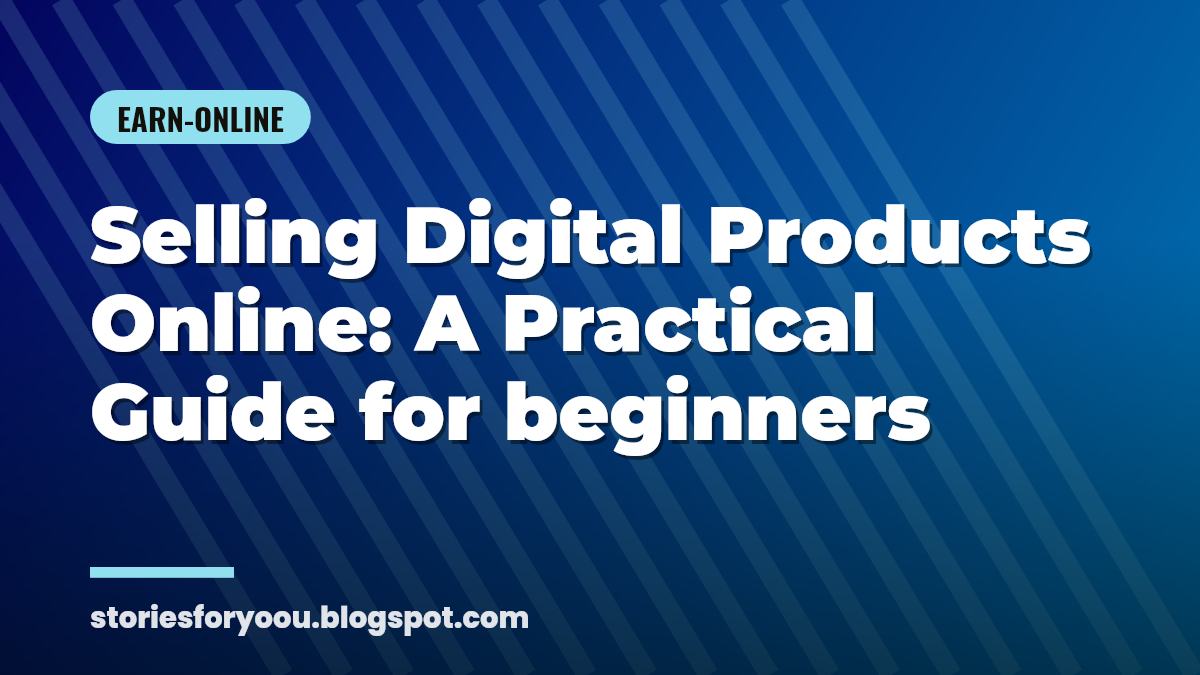 EARN-ONLINE
Selling Digital Products
Online: A Practical
Guide for beginners
storiesforyoou.blogspot.com